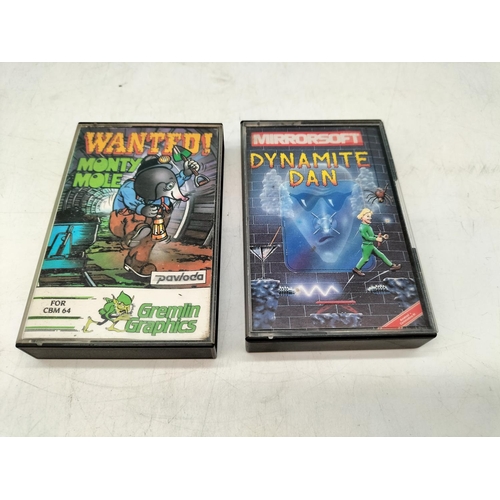 WANTED!
MONTY
MOLE
pavloda
FOR
CBM 64
Gremlin
Graphics
MIRRORSOFT
DYNAMITE
DAN